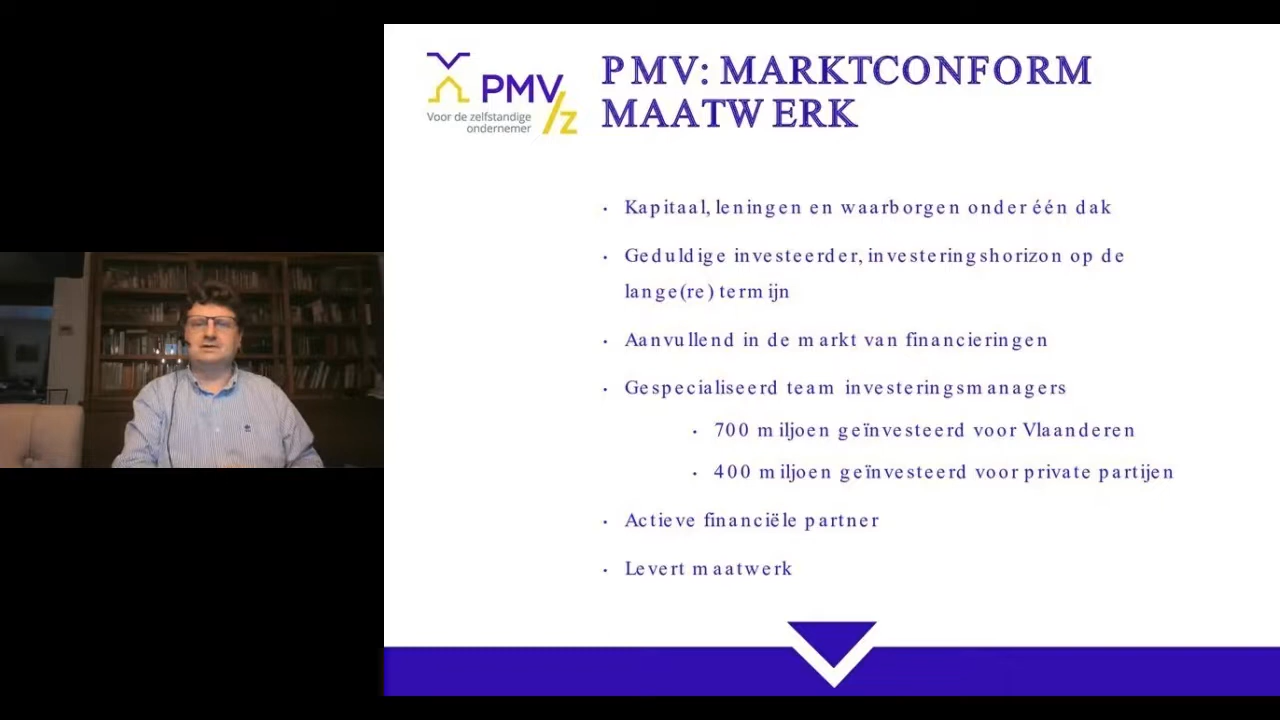 PMV/z
Voor de zelfstandige
ondernemer
PMV: MARKTCONFORM
MAATWERK
• Kapitaal, leningen en waarborgen onder één dak
• Geduldige investeerder, investeringshorizon op de
lange(re) termijn
• Aanvullend in de markt van financieringen
• Gespecialiseerd team investeringsmanagers
• 700 miljoen geïnvesteerd voor Vlaanderen
• 400 miljoen geïnvesteerd voor private partijen
• Actieve financiële partner
• Levert maatwerk